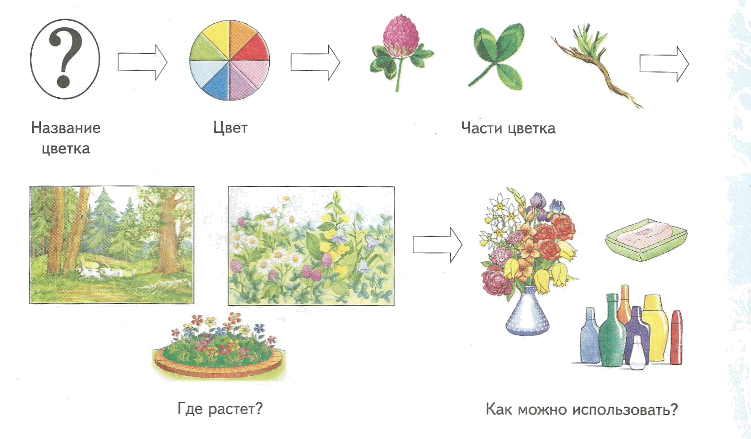 ?
Название
цветка
Цвет
Части цветка
Где растет?
Как можно использовать?